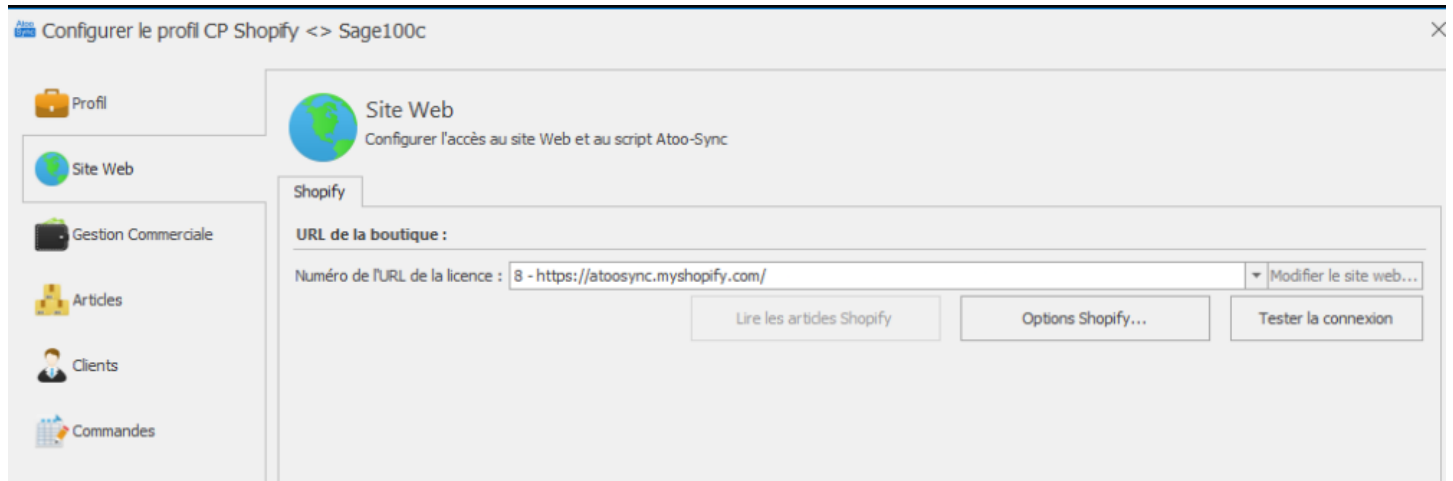 Atoo
Sync
Configurer le profil CP Shopify <> Sage100c
Profil
Site Web
Gestion Commerciale
Articles
Clients
Commandes
Site Web
Configurer l'accès au site Web et au script Atoo-Sync
Shopify
URL de la boutique :
Numéro de l'URL de la licence : 8 - https://atoosync.myshopify.com/ Modifier le site web...
Lire les articles Shopify Options Shopify... Tester la connexion